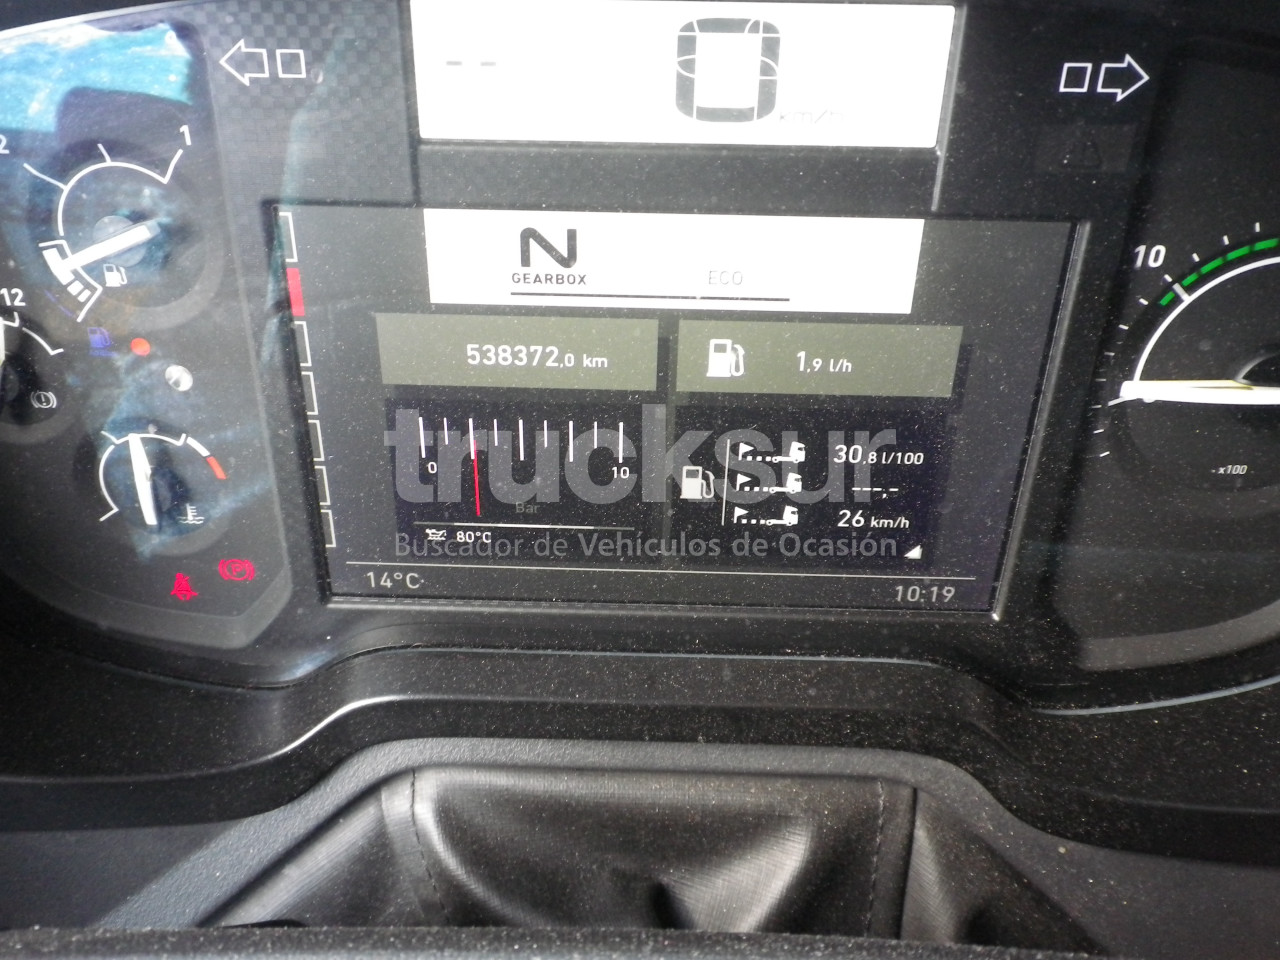 -- km/h
2 1
N
GEARBOX ECO
12
10
538372,0 km
1,9 l/h
trucksur
0 10
Bar
30,8 l/100
---,-
26 km/h
x100
80°C
Buscador de Vehículos de Ocasión
P
14°C
10:19